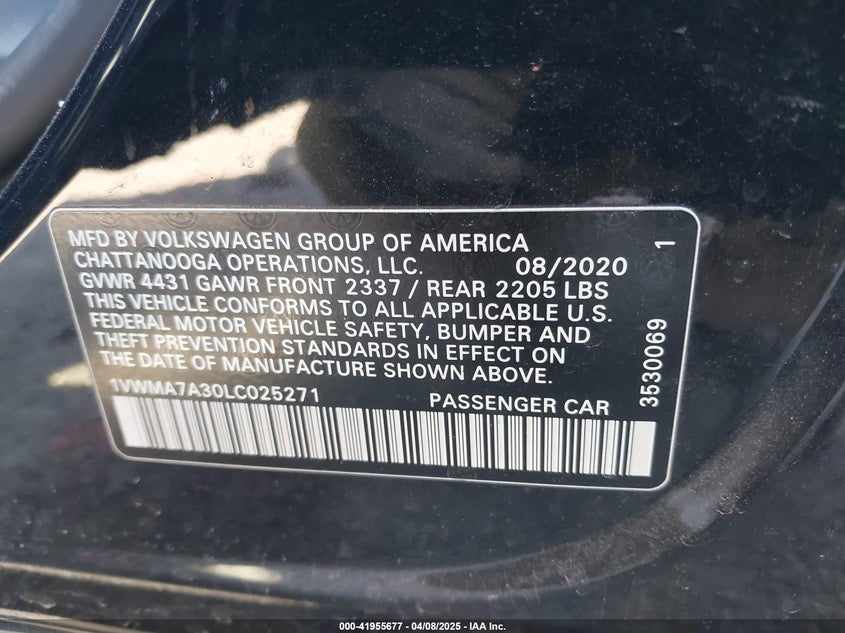 MFD BY VOLKSWAGEN GROUP OF AMERICA
CHATTANOOGA OPERATIONS, LLC. 08/2020 1
GVWR 4431 GAWR FRONT 2337 / REAR 2205 LBS
THIS VEHICLE CONFORMS TO ALL APPLICABLE U.S.
FEDERAL MOTOR VEHICLE SAFETY, BUMPER AND
THEFT PREVENTION STANDARDS IN EFFECT ON
THE DATE OF MANUFACTURE SHOWN ABOVE.
1VWMA7A30LC025271 PASSENGER CAR
3530069
000-41955677 - 04/08/2025 - IAA Inc.